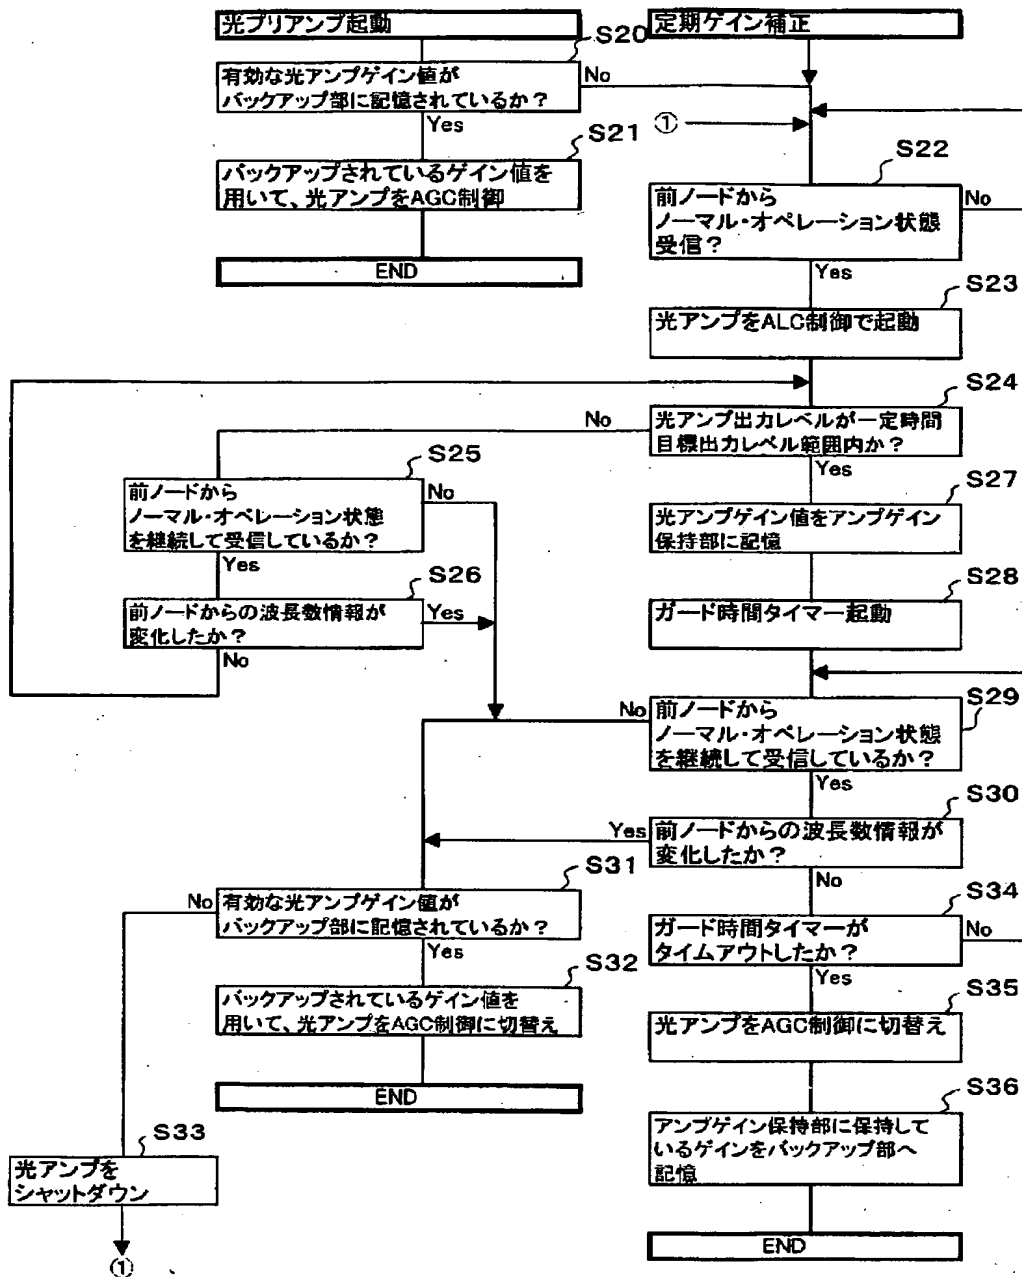 光プリアンプ起動
S20
有効な光アンプゲイン値が
バックアップ部に記憶されているか?
No
Yes
S21
バックアップされているゲイン値を
用いて、光アンプをAGC制御
END
定期ゲイン補正
①
S22
前ノードから
ノーマル・オペレーション状態
受信?
No
Yes
S23
光アンプをALC制御で起動
S24
光アンプ出力レベルが一定時間
目標出力レベル範囲内か?
No
Yes
S25
前ノードから
ノーマル・オペレーション状態
を継続して受信しているか?
No
Yes
S26
前ノードからの波長数情報が
変化したか?
Yes
No
S27
光アンプゲイン値をアンプゲイン
保持部に記憶
S28
ガード時間タイマー起動
S29
前ノードから
ノーマル・オペレーション状態
を継続して受信しているか?
No
Yes
S30
前ノードからの波長数情報が
変化したか?
Yes
No
S31
有効な光アンプゲイン値が
バックアップ部に記憶されているか?
No
Yes
S32
バックアップされているゲイン値を
用いて、光アンプをAGC制御に切替え
END
S33
光アンプを
シャットダウン
①
S34
ガード時間タイマーが
タイムアウトしたか?
No
Yes
S35
光アンプをAGC制御に切替え
S36
アンプゲイン保持部に保持して
いるゲインをバックアップ部へ
記憶
END